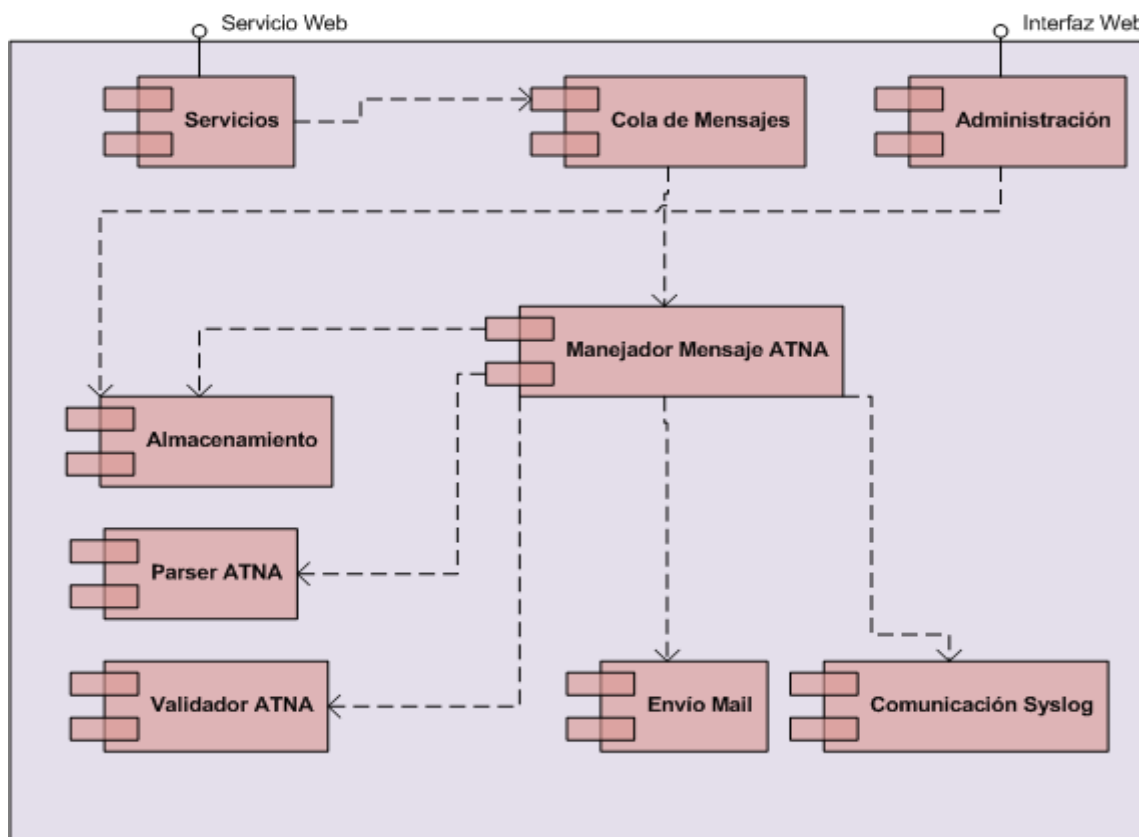 Servicio Web
Interfaz Web
Servicios
Cola de Mensajes
Administración
Manejador Mensaje ATNA
Almacenamiento
Parser ATNA
Validador ATNA
Envío Mail
Comunicación Syslog